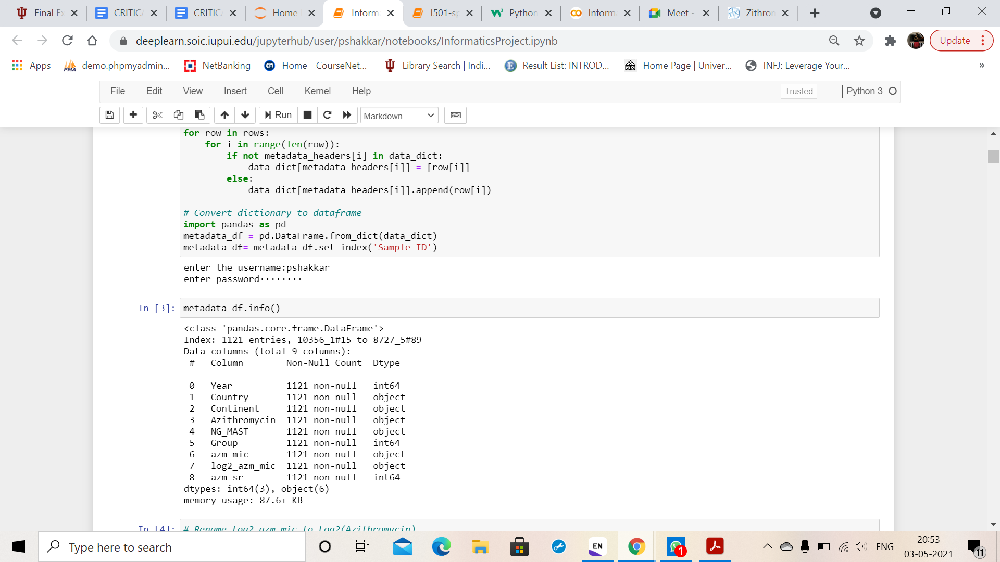 Final Ex
CRITICA
CRITICA
Home
Inform
I501-sp
Python
Inform
Meet -
Zithron
deeplearn.soic.iupui.edu/jupyterhub/user/pshakkar/notebooks/InformaticsProject.ipynb
Update
Apps
PMA
demo.phpmyadmin...
NetBanking
cn
Home - CourseNet...
Library Search | Indi...
Result List: INTROD...
Home Page | Univer...
INFJ: Leverage Your...
»
File Edit View Insert Cell Kernel Help
Trusted
Python 3
Run
Markdown
for row in rows:
for i in range(len(row)):
if not metadata_headers[i] in data_dict:
data_dict[metadata_headers[i]] = [row[i]]
else:
data_dict[metadata_headers[i]].append(row[i])
# Convert dictionary to dataframe
import pandas as pd
metadata_df = pd.DataFrame.from_dict(data_dict)
metadata_df= metadata_df.set_index('Sample_ID')
enter the username:pshakkar
enter password········
In [3]: metadata_df.info()
<class 'pandas.core.frame.DataFrame'>
Index: 1121 entries, 10356_1#15 to 8727_5#89
Data columns (total 9 columns):
# Column Non-Null Count Dtype
--- ------ -------------- -----
0 Year 1121 non-null int64
1 Country 1121 non-null object
2 Continent 1121 non-null object
3 Azithromycin 1121 non-null object
4 NG_MAST 1121 non-null object
5 Group 1121 non-null int64
6 azm_mic 1121 non-null object
7 log2_azm_mic 1121 non-null object
8 azm_sr 1121 non-null int64
dtypes: int64(3), object(6)
memory usage: 87.6+ KB
In [4]: # Rename log2_azm_mic to Log2(Azithromycin)
Type here to search
EN
1
ENG
20:53
03-05-2021
11